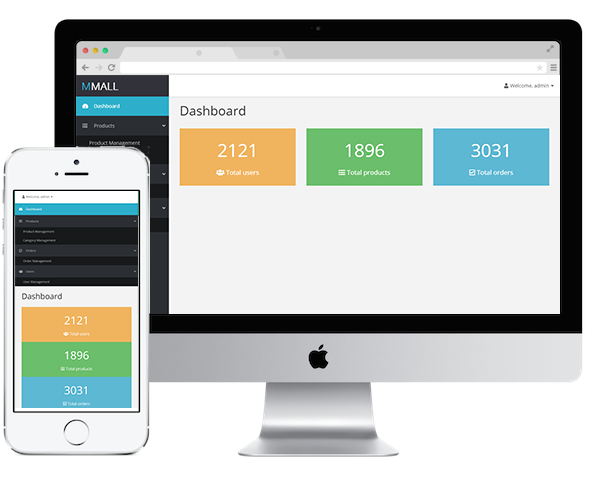 MMALL
Welcome, admin
Dashboard
Products
Product Management
Dashboard
2121
Total users
1896
Total products
3031
Total orders
Welcome, admin
Dashboard
Products
Product Management
Category Management
Orders
Order Management
Users
User Management
Dashboard
2121
Total users
1896
Total products
3031
Total orders